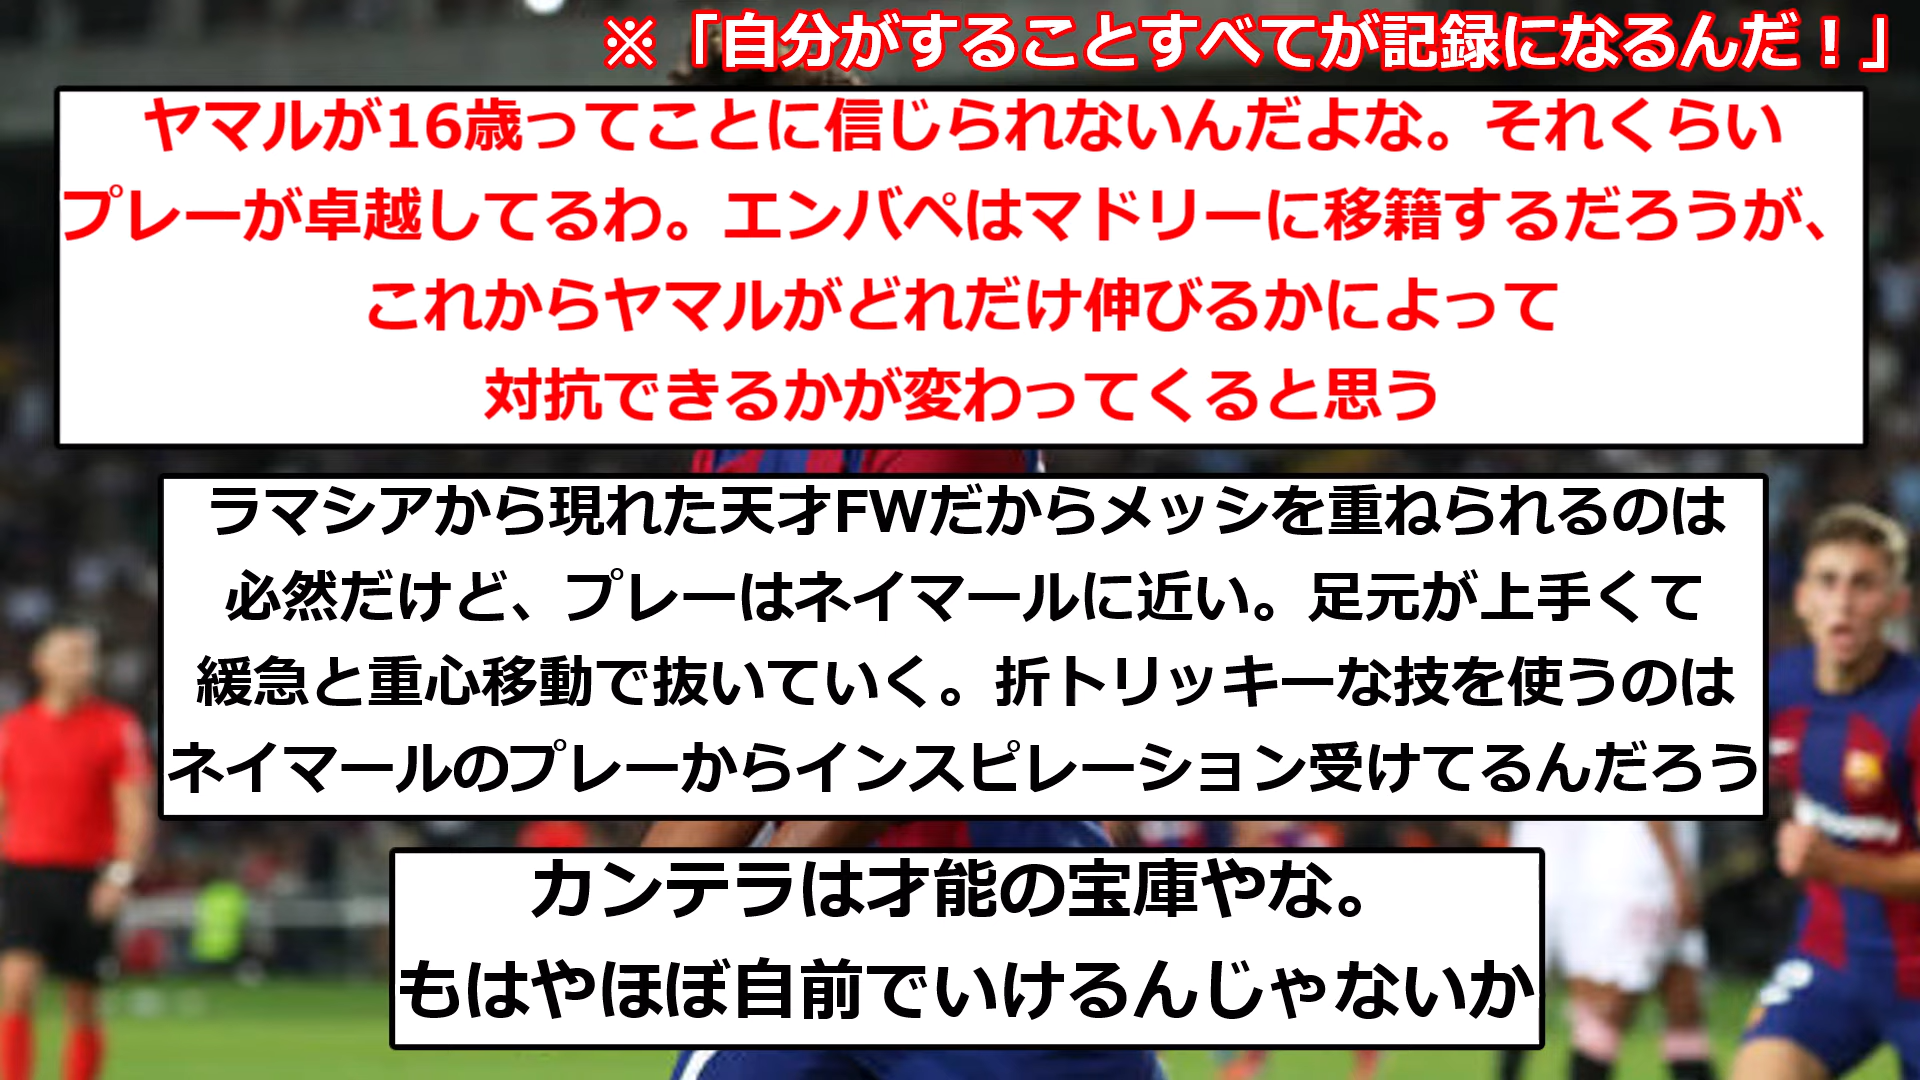 ※「自分がすることすべてが記録になるんだ！」
ヤマルが16歳ってことに信じられないんだよな。それくらい
プレーが卓越してるわ。エンバペはマドリーに移籍するだろうが、
これからヤマルがどれだけ伸びるかによって
対抗できるかが変わってくると思う
ラマシアから現れた天才FWだからメッシを重ねられるのは
必然だけど、プレーはネイマールに近い。足元が上手くて
緩急と重心移動で抜いていく。折トリッキーな技を使うのは
ネイマールのプレーからインスピレーション受けてるんだろう
カンテラは才能の宝庫やな。
もはやほぼ自前でいけるんじゃないか